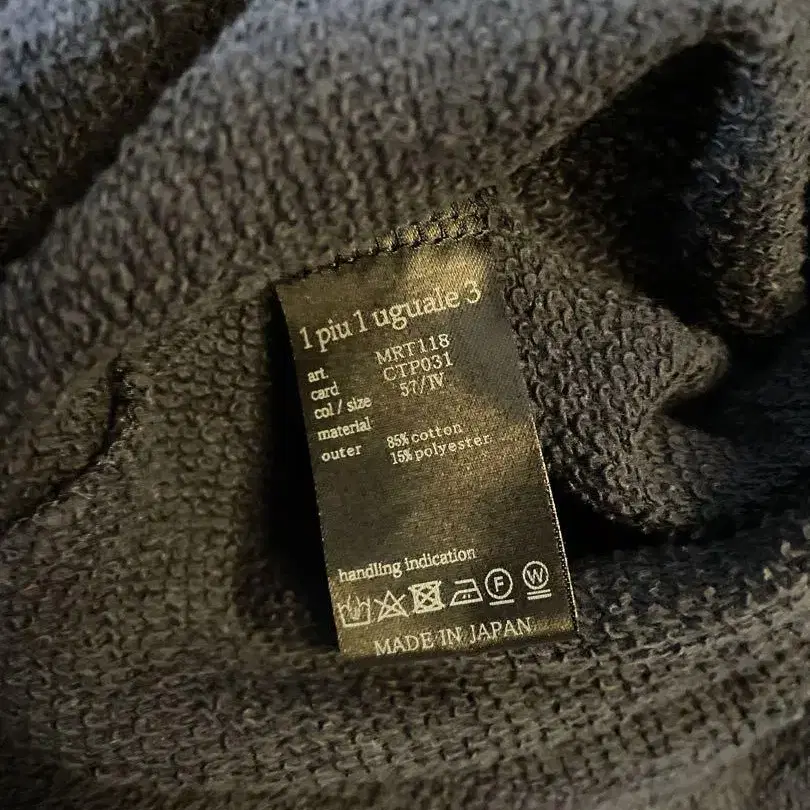 1 piu 1 uguale 3
art. MRT118
card CTP031
col / size 57/IV
material
outer 85% cotton
15% polyester
handling indication
F W
MADE IN JAPAN